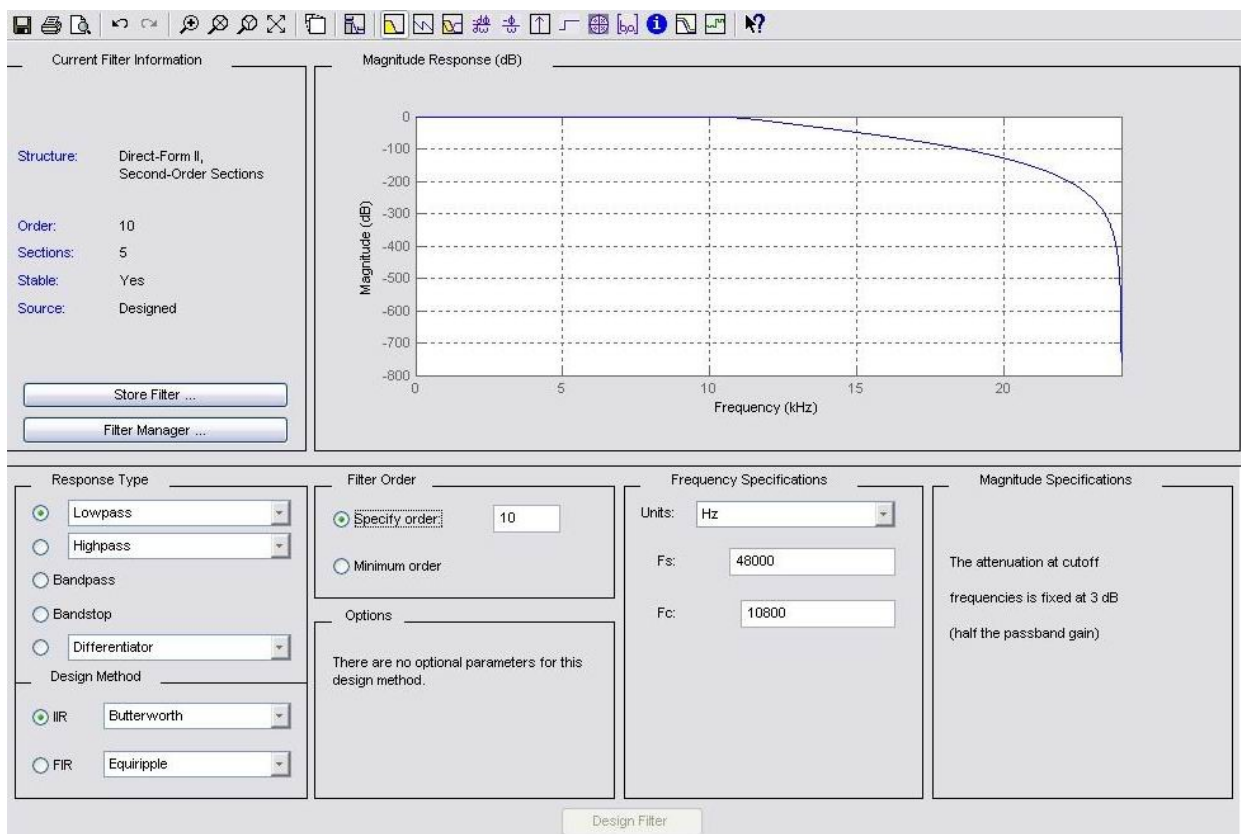 Current Filter Information
Structure: Direct-Form II,
Second-Order Sections
Order: 10
Sections: 5
Stable: Yes
Source: Designed
Store Filter ...
Filter Manager ...
Magnitude Response (dB)
Magnitude (dB)
0
-100
-200
-300
-400
-500
-600
-700
-800
0 5 10 15 20
Frequency (kHz)
Response Type
Lowpass
Highpass
Bandpass
Bandstop
Differentiator
Design Method
IIR Butterworth
FIR Equiripple
Filter Order
Specify order: 10
Minimum order
Options
There are no optional parameters for this
design method.
Frequency Specifications
Units: Hz
Fs: 48000
Fc: 10800
Magnitude Specifications
The attenuation at cutoff
frequencies is fixed at 3 dB
(half the passband gain)
Design Filter